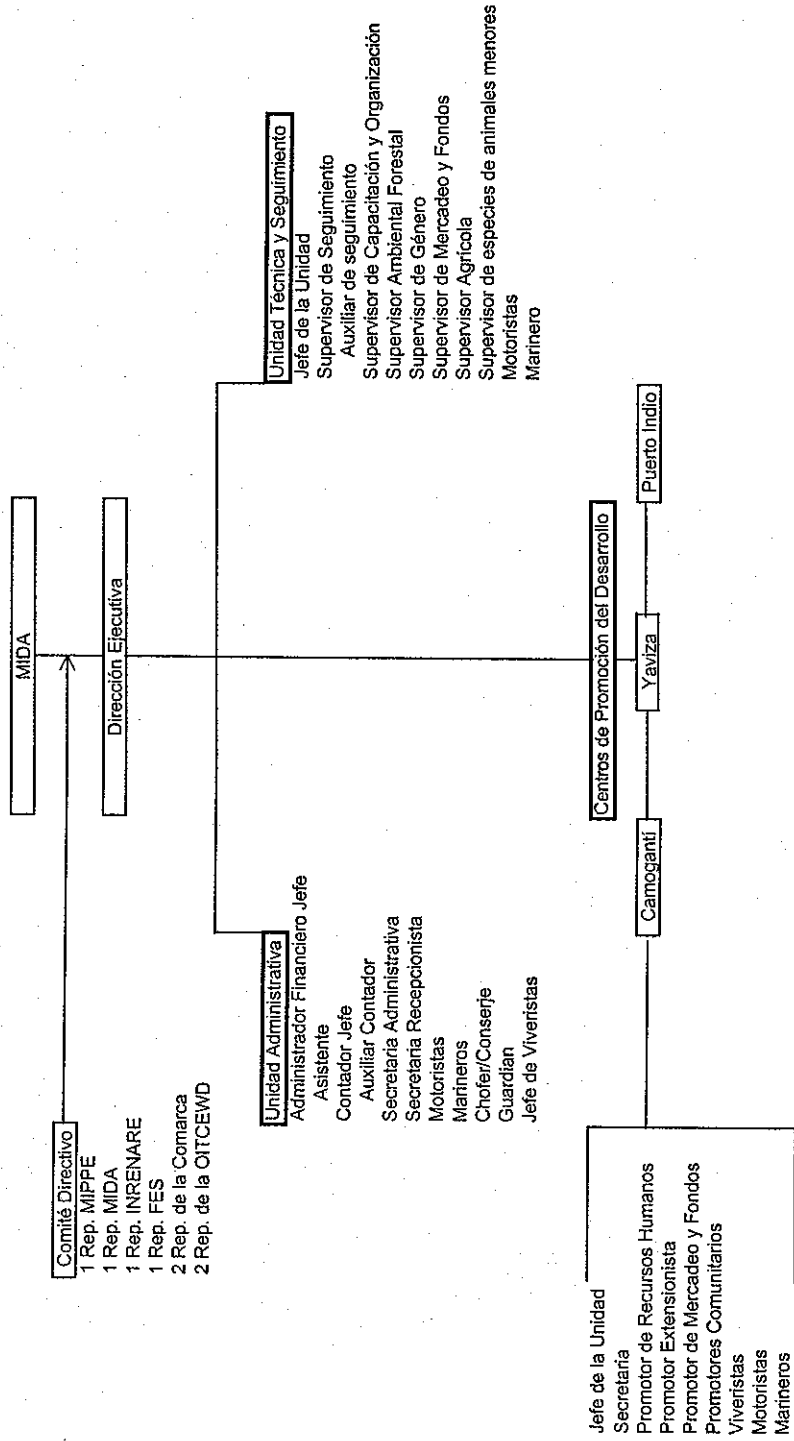 MIDA
Comité Directivo
1 Rep. MIPPE
1 Rep. MIDA
1 Rep. INRENARE
1 Rep. FES
2 Rep. de la Comarca
2 Rep. de la OITCEWD
Dirección Ejecutiva
Unidad Administrativa
Administrador Financiero Jefe
Asistente
Contador Jefe
Auxiliar Contador
Secretaria Administrativa
Secretaria Recepcionista
Motoristas
Marineros
Chofer/Conserje
Guardian
Jefe de Viveristas
Unidad Técnica y Seguimiento
Jefe de la Unidad
Supervisor de Seguimiento
Auxiliar de seguimiento
Supervisor de Capacitación y Organización
Supervisor Ambiental Forestal
Supervisor de Género
Supervisor de Mercadeo y Fondos
Supervisor Agrícola
Supervisor de especies de animales menores
Motoristas
Marinero
Centros de Promoción del Desarrollo
Camogantí
Yaviza
Puerto Indio
Jefe de la Unidad
Secretaria
Promotor de Recursos Humanos
Promotor Extensionista
Promotor de Mercadeo y Fondos
Promotores Comunitarios
Viveristas
Motoristas
Marineros